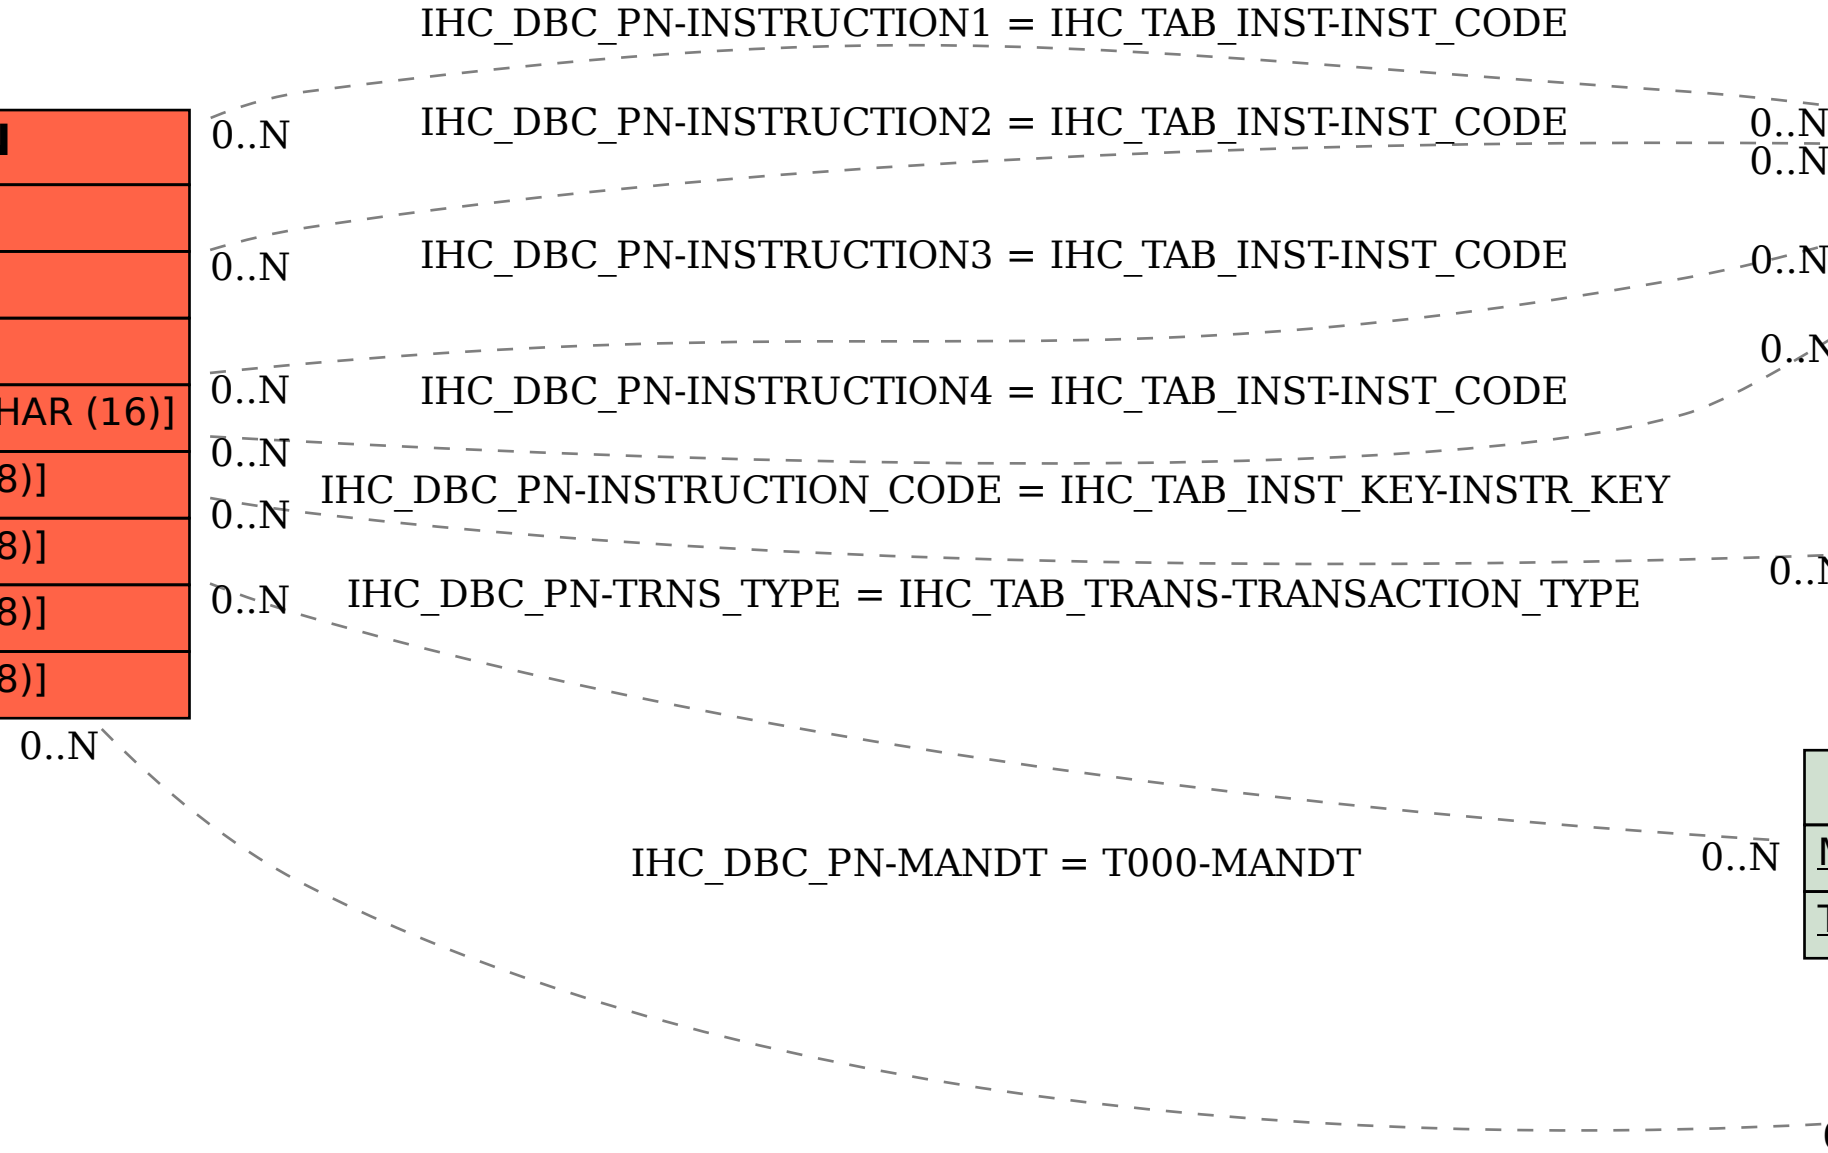 IHC_DBC_PN-INSTRUCTION1 = IHC_TAB_INST-INST_CODE
0..N
IHC_DBC_PN-INSTRUCTION2 = IHC_TAB_INST-INST_CODE
0..N
0..N
0..N
IHC_DBC_PN-INSTRUCTION3 = IHC_TAB_INST-INST_CODE
0..N
0..N
0..N
IHC_DBC_PN-INSTRUCTION4 = IHC_TAB_INST-INST_CODE
HAR (16)]
0..N
8)]
IHC_DBC_PN-INSTRUCTION_CODE = IHC_TAB_INST_KEY-INSTR_KEY
0..N
8)]
0..N
0..N
IHC_DBC_PN-TRNS_TYPE = IHC_TAB_TRANS-TRANSACTION_TYPE
8)]
8)]
0..N
IHC_DBC_PN-MANDT = T000-MANDT
0..N